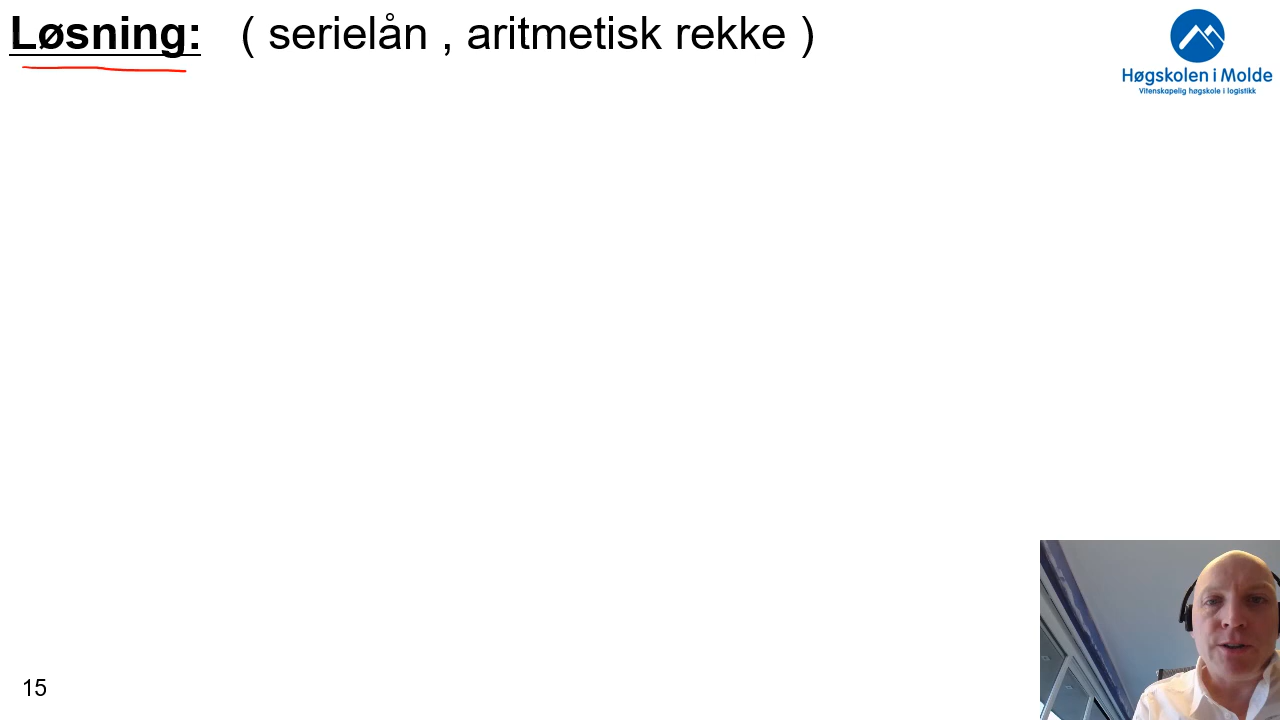 Løsning: ( serielån , aritmetisk rekke )
Høgskolen i Molde
Vitenskapelig høgskole i logistikk
15